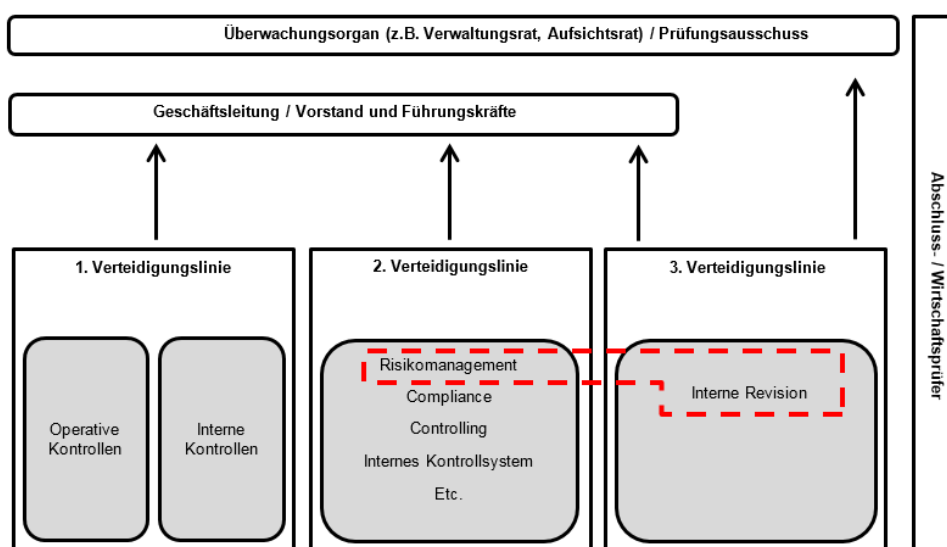 Überwachungsorgan (z.B. Verwaltungsrat, Aufsichtsrat) / Prüfungsausschuss
Geschäftsleitung / Vorstand und Führungskräfte
1. Verteidigungslinie
Operative
Kontrollen
Interne
Kontrollen
2. Verteidigungslinie
Risikomanagement
Compliance
Controlling
Internes Kontrollsystem
Etc.
3. Verteidigungslinie
Interne Revision
Abschluss- / Wirtschaftsprüfer